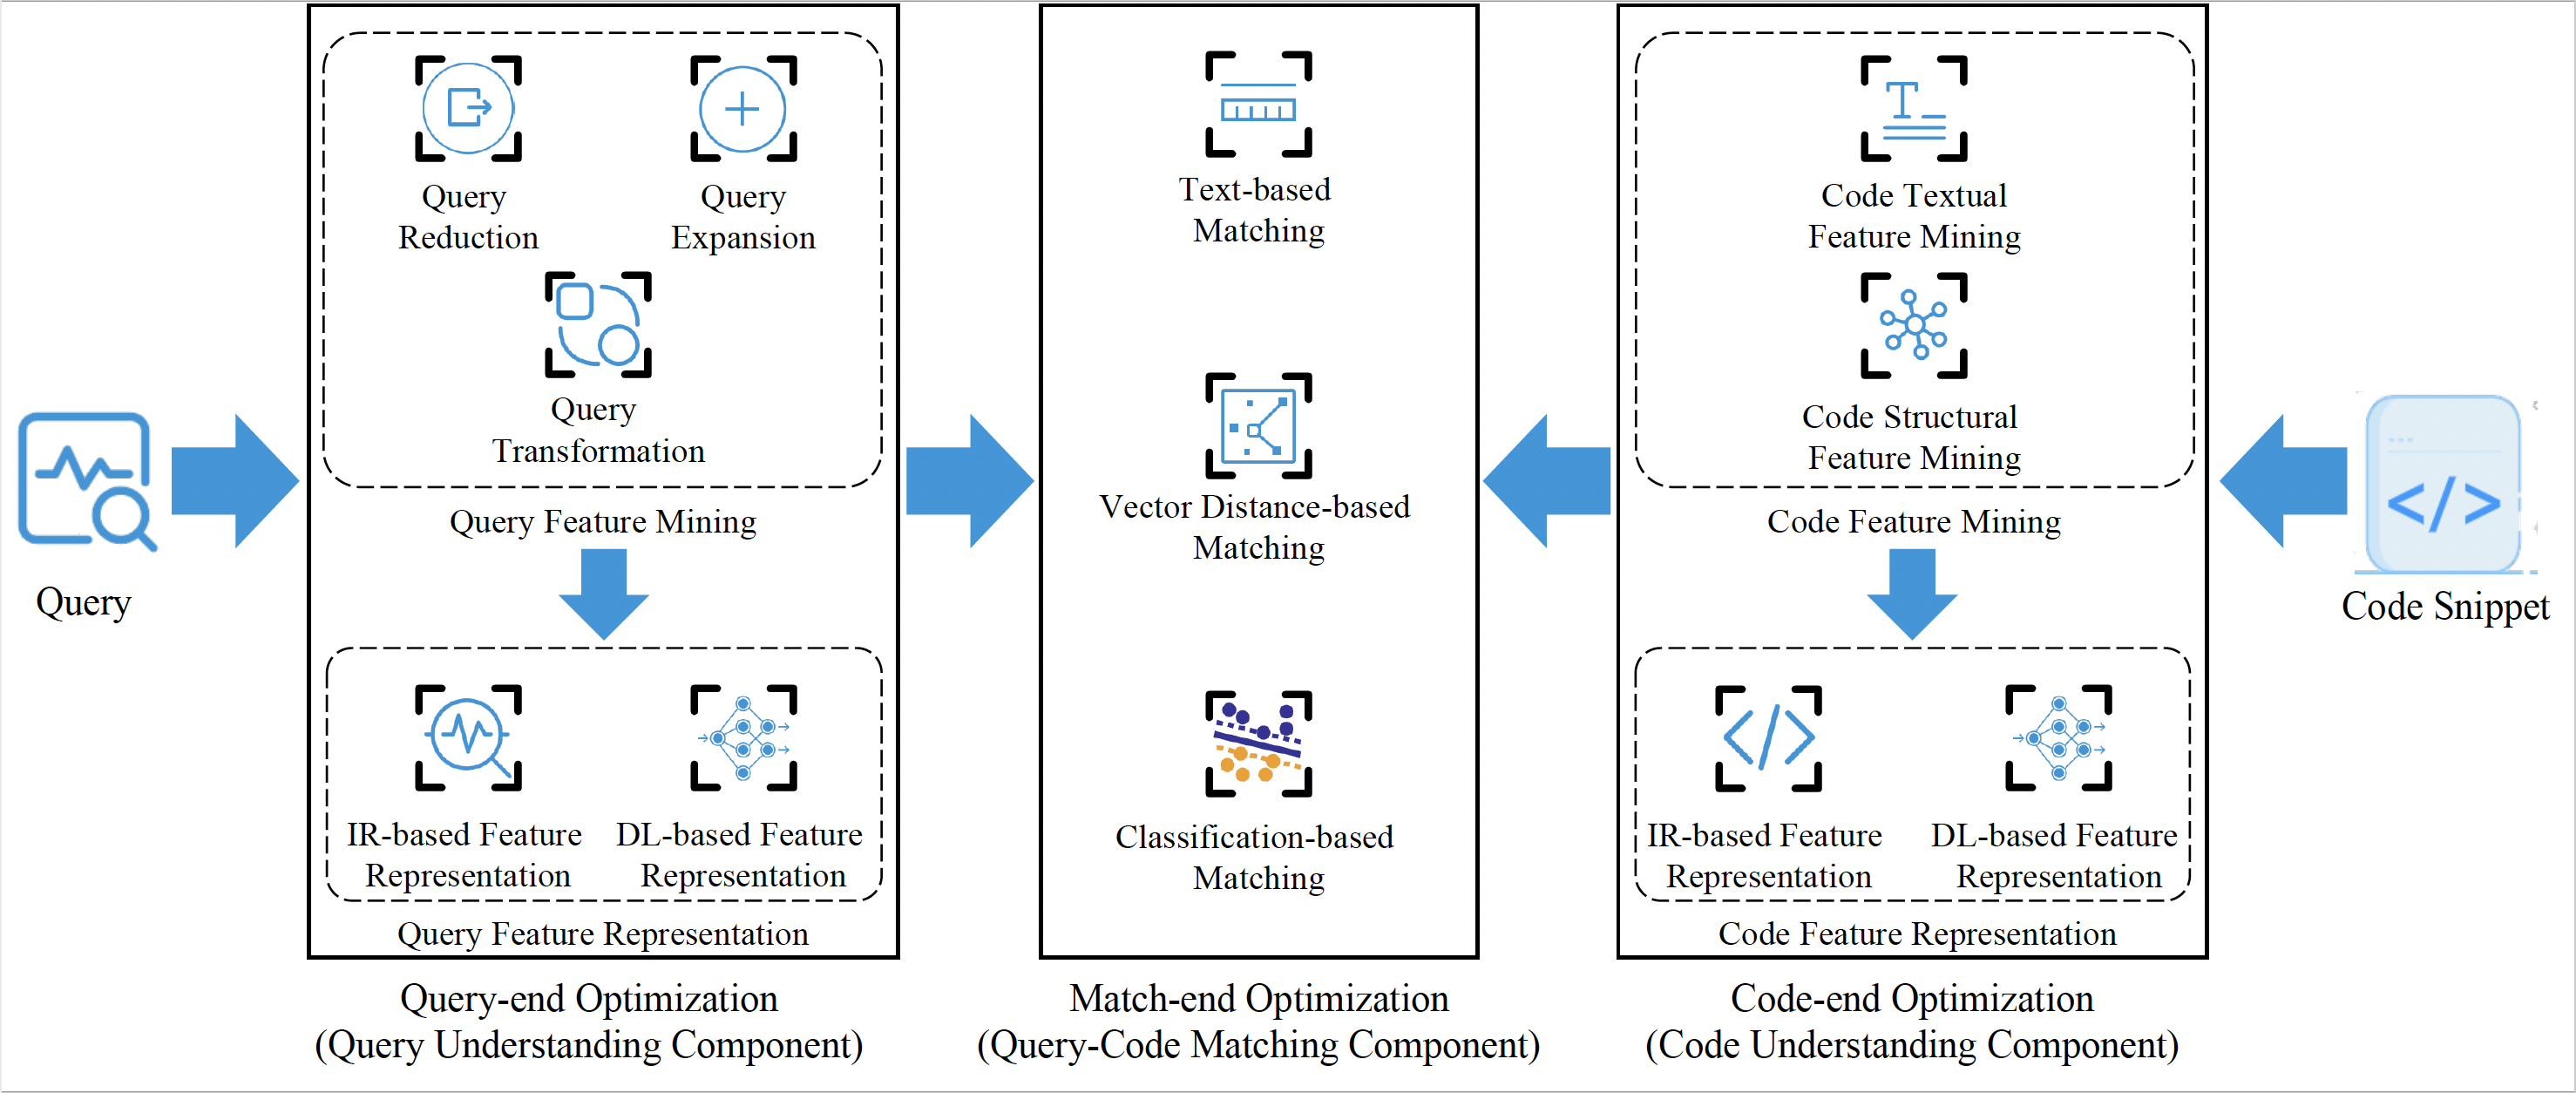 Query
Query
Reduction
Query
Expansion
Query
Transformation
Query Feature Mining
IR-based Feature
Representation
DL-based Feature
Representation
Query Feature Representation
Query-end Optimization
(Query Understanding Component)
Text-based
Matching
Vector Distance-based
Matching
Classification-based
Matching
Match-end Optimization
(Query-Code Matching Component)
Code Textual
Feature Mining
Code Structural
Feature Mining
Code Feature Mining
IR-based Feature
Representation
DL-based Feature
Representation
Code Feature Representation
Code-end Optimization
(Code Understanding Component)
</>
Code Snippet